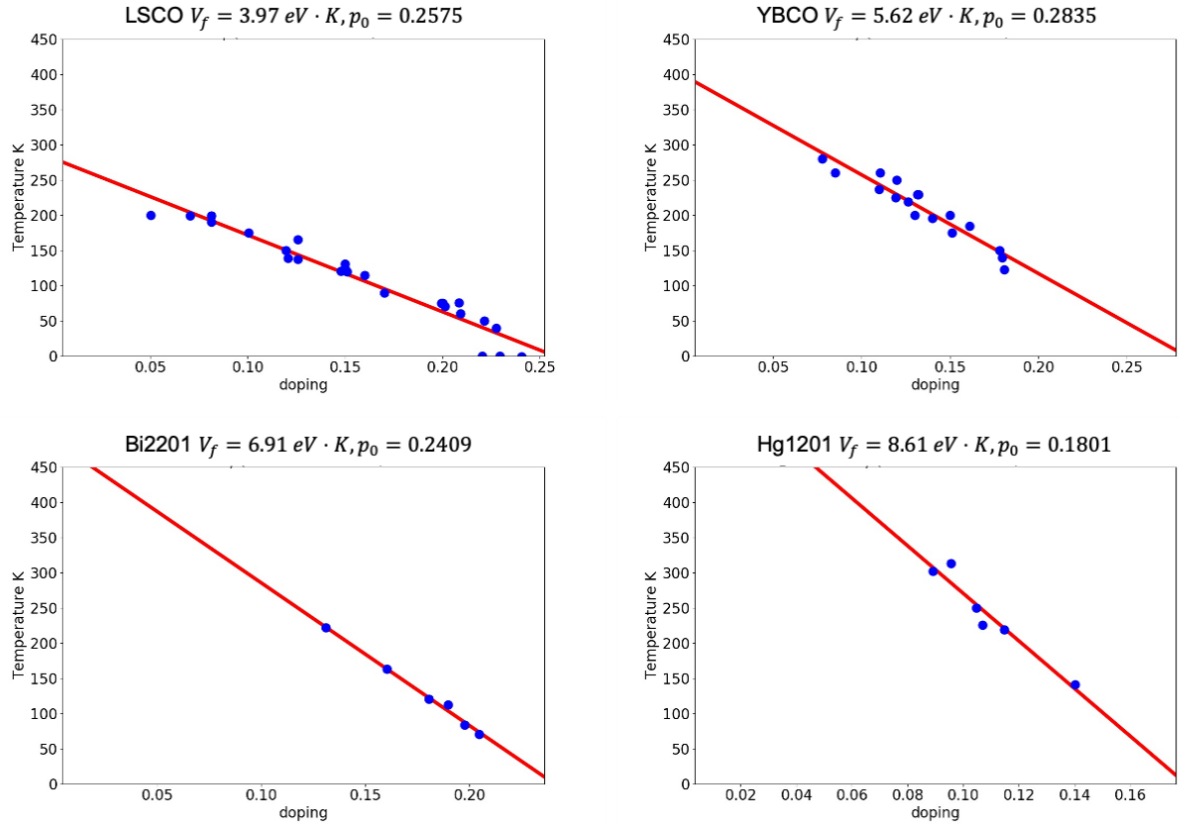 LSCO V_f = 3.97 eV · K, p_0 = 0.2575
450
400
350
300
250
200
150
100
50
0
Temperature K
0.05 0.10 0.15 0.20 0.25
doping
YBCO V_f = 5.62 eV · K, p_0 = 0.2835
450
400
350
300
250
200
150
100
50
0
Temperature K
0.05 0.10 0.15 0.20 0.25
doping
Bi2201 V_f = 6.91 eV · K, p_0 = 0.2409
450
400
350
300
250
200
150
100
50
0
Temperature K
0.05 0.10 0.15 0.20
doping
Hg1201 V_f = 8.61 eV · K, p_0 = 0.1801
450
400
350
300
250
200
150
100
50
0
Temperature K
0.02 0.04 0.06 0.08 0.10 0.12 0.14 0.16
doping